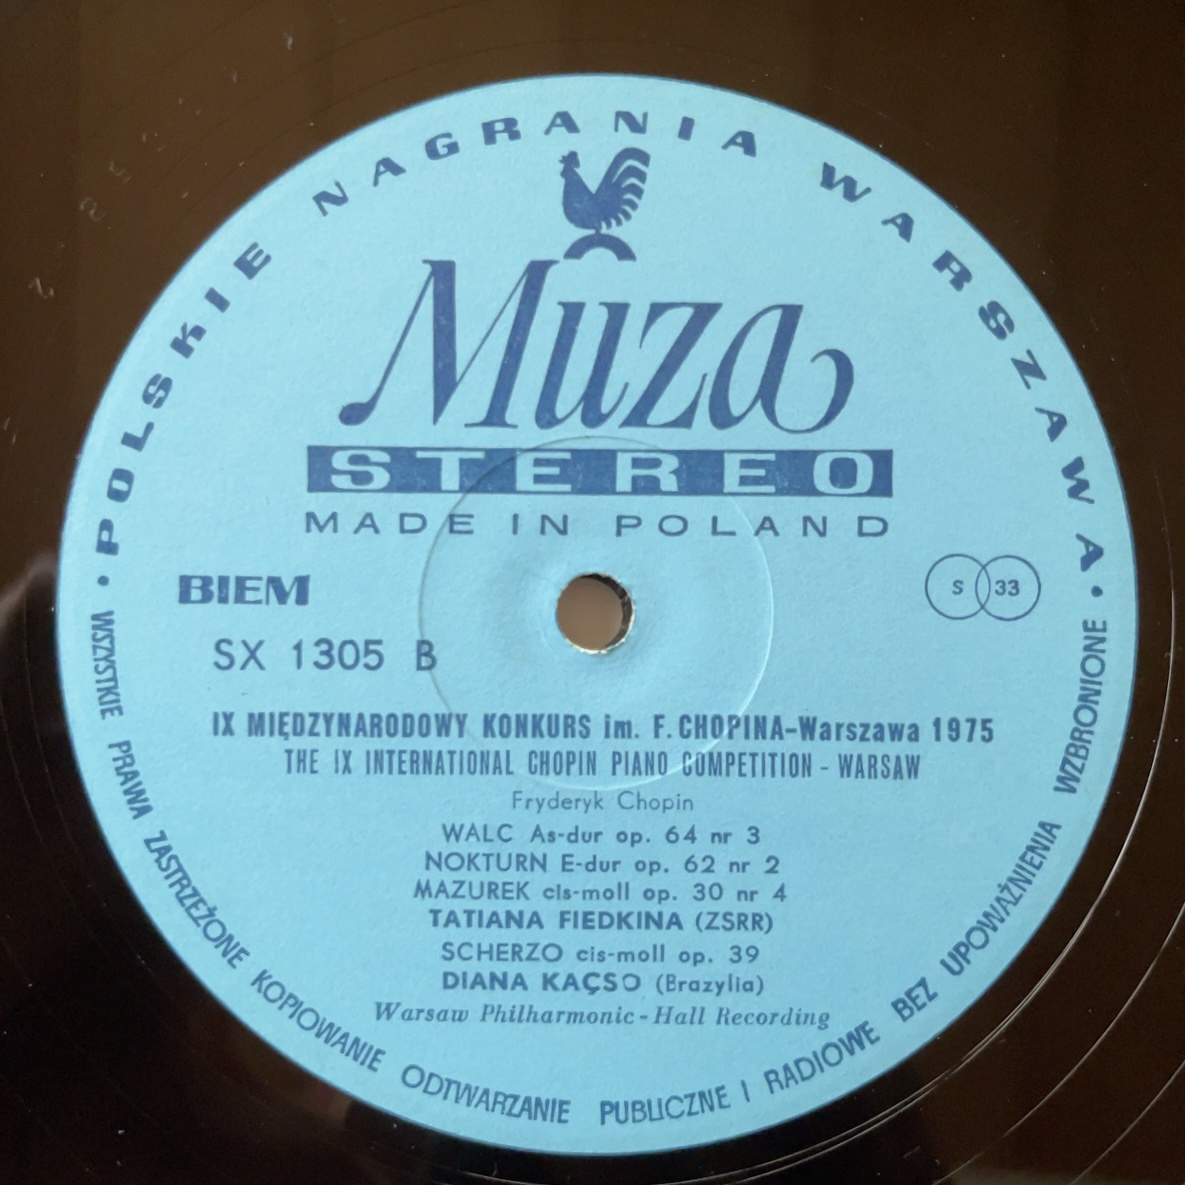 • POLSKIE NAGRANIA WARSZAWA •
Muza
STEREO
MADE IN POLAND
BIEM
S 33
SX 1305 B
IX MIĘDZYNARODOWY KONKURS im. F. CHOPINA-Warszawa 1975
THE IX INTERNATIONAL CHOPIN PIANO COMPETITION - WARSAW
Fryderyk Chopin
WALC As-dur op. 64 nr 3
NOKTURN E-dur op. 62 nr 2
MAZUREK cis-moll op. 30 nr 4
TATIANA FIEDKINA (ZSRR)
SCHERZO cis-moll op. 39
DIANA KAÇSO (Brazylia)
Warsaw Philharmonic - Hall Recording
WSZYSTKIE PRAWA ZASTRZEŻONE KOPIOWANIE ODTWARZANIE PUBLICZNE I RADIOWE BEZ UPOWAŻNIENIA WZBRONIONE